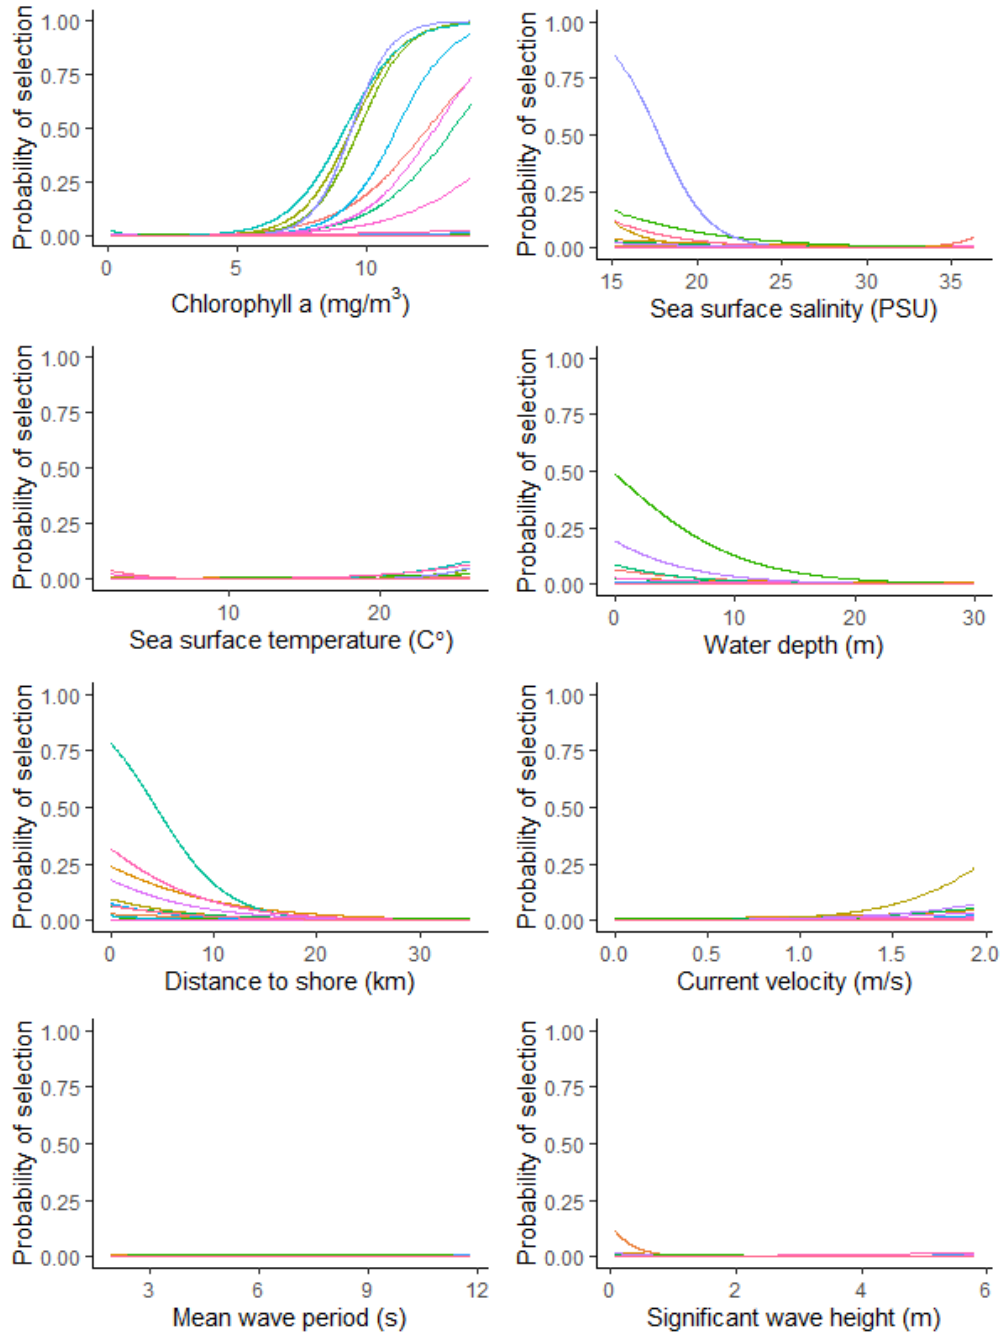 Probability of selection
1.00
0.75
0.50
0.25
0.00
0 5 10
Chlorophyll a (mg/m³)
Probability of selection
1.00
0.75
0.50
0.25
0.00
15 20 25 30 35
Sea surface salinity (PSU)
Probability of selection
1.00
0.75
0.50
0.25
0.00
10 20
Sea surface temperature (C°)
Probability of selection
1.00
0.75
0.50
0.25
0.00
0 10 20 30
Water depth (m)
Probability of selection
1.00
0.75
0.50
0.25
0.00
0 10 20 30
Distance to shore (km)
Probability of selection
1.00
0.75
0.50
0.25
0.00
0.0 0.5 1.0 1.5 2.0
Current velocity (m/s)
Probability of selection
1.00
0.75
0.50
0.25
0.00
3 6 9 12
Mean wave period (s)
Probability of selection
1.00
0.75
0.50
0.25
0.00
0 2 4 6
Significant wave height (m)